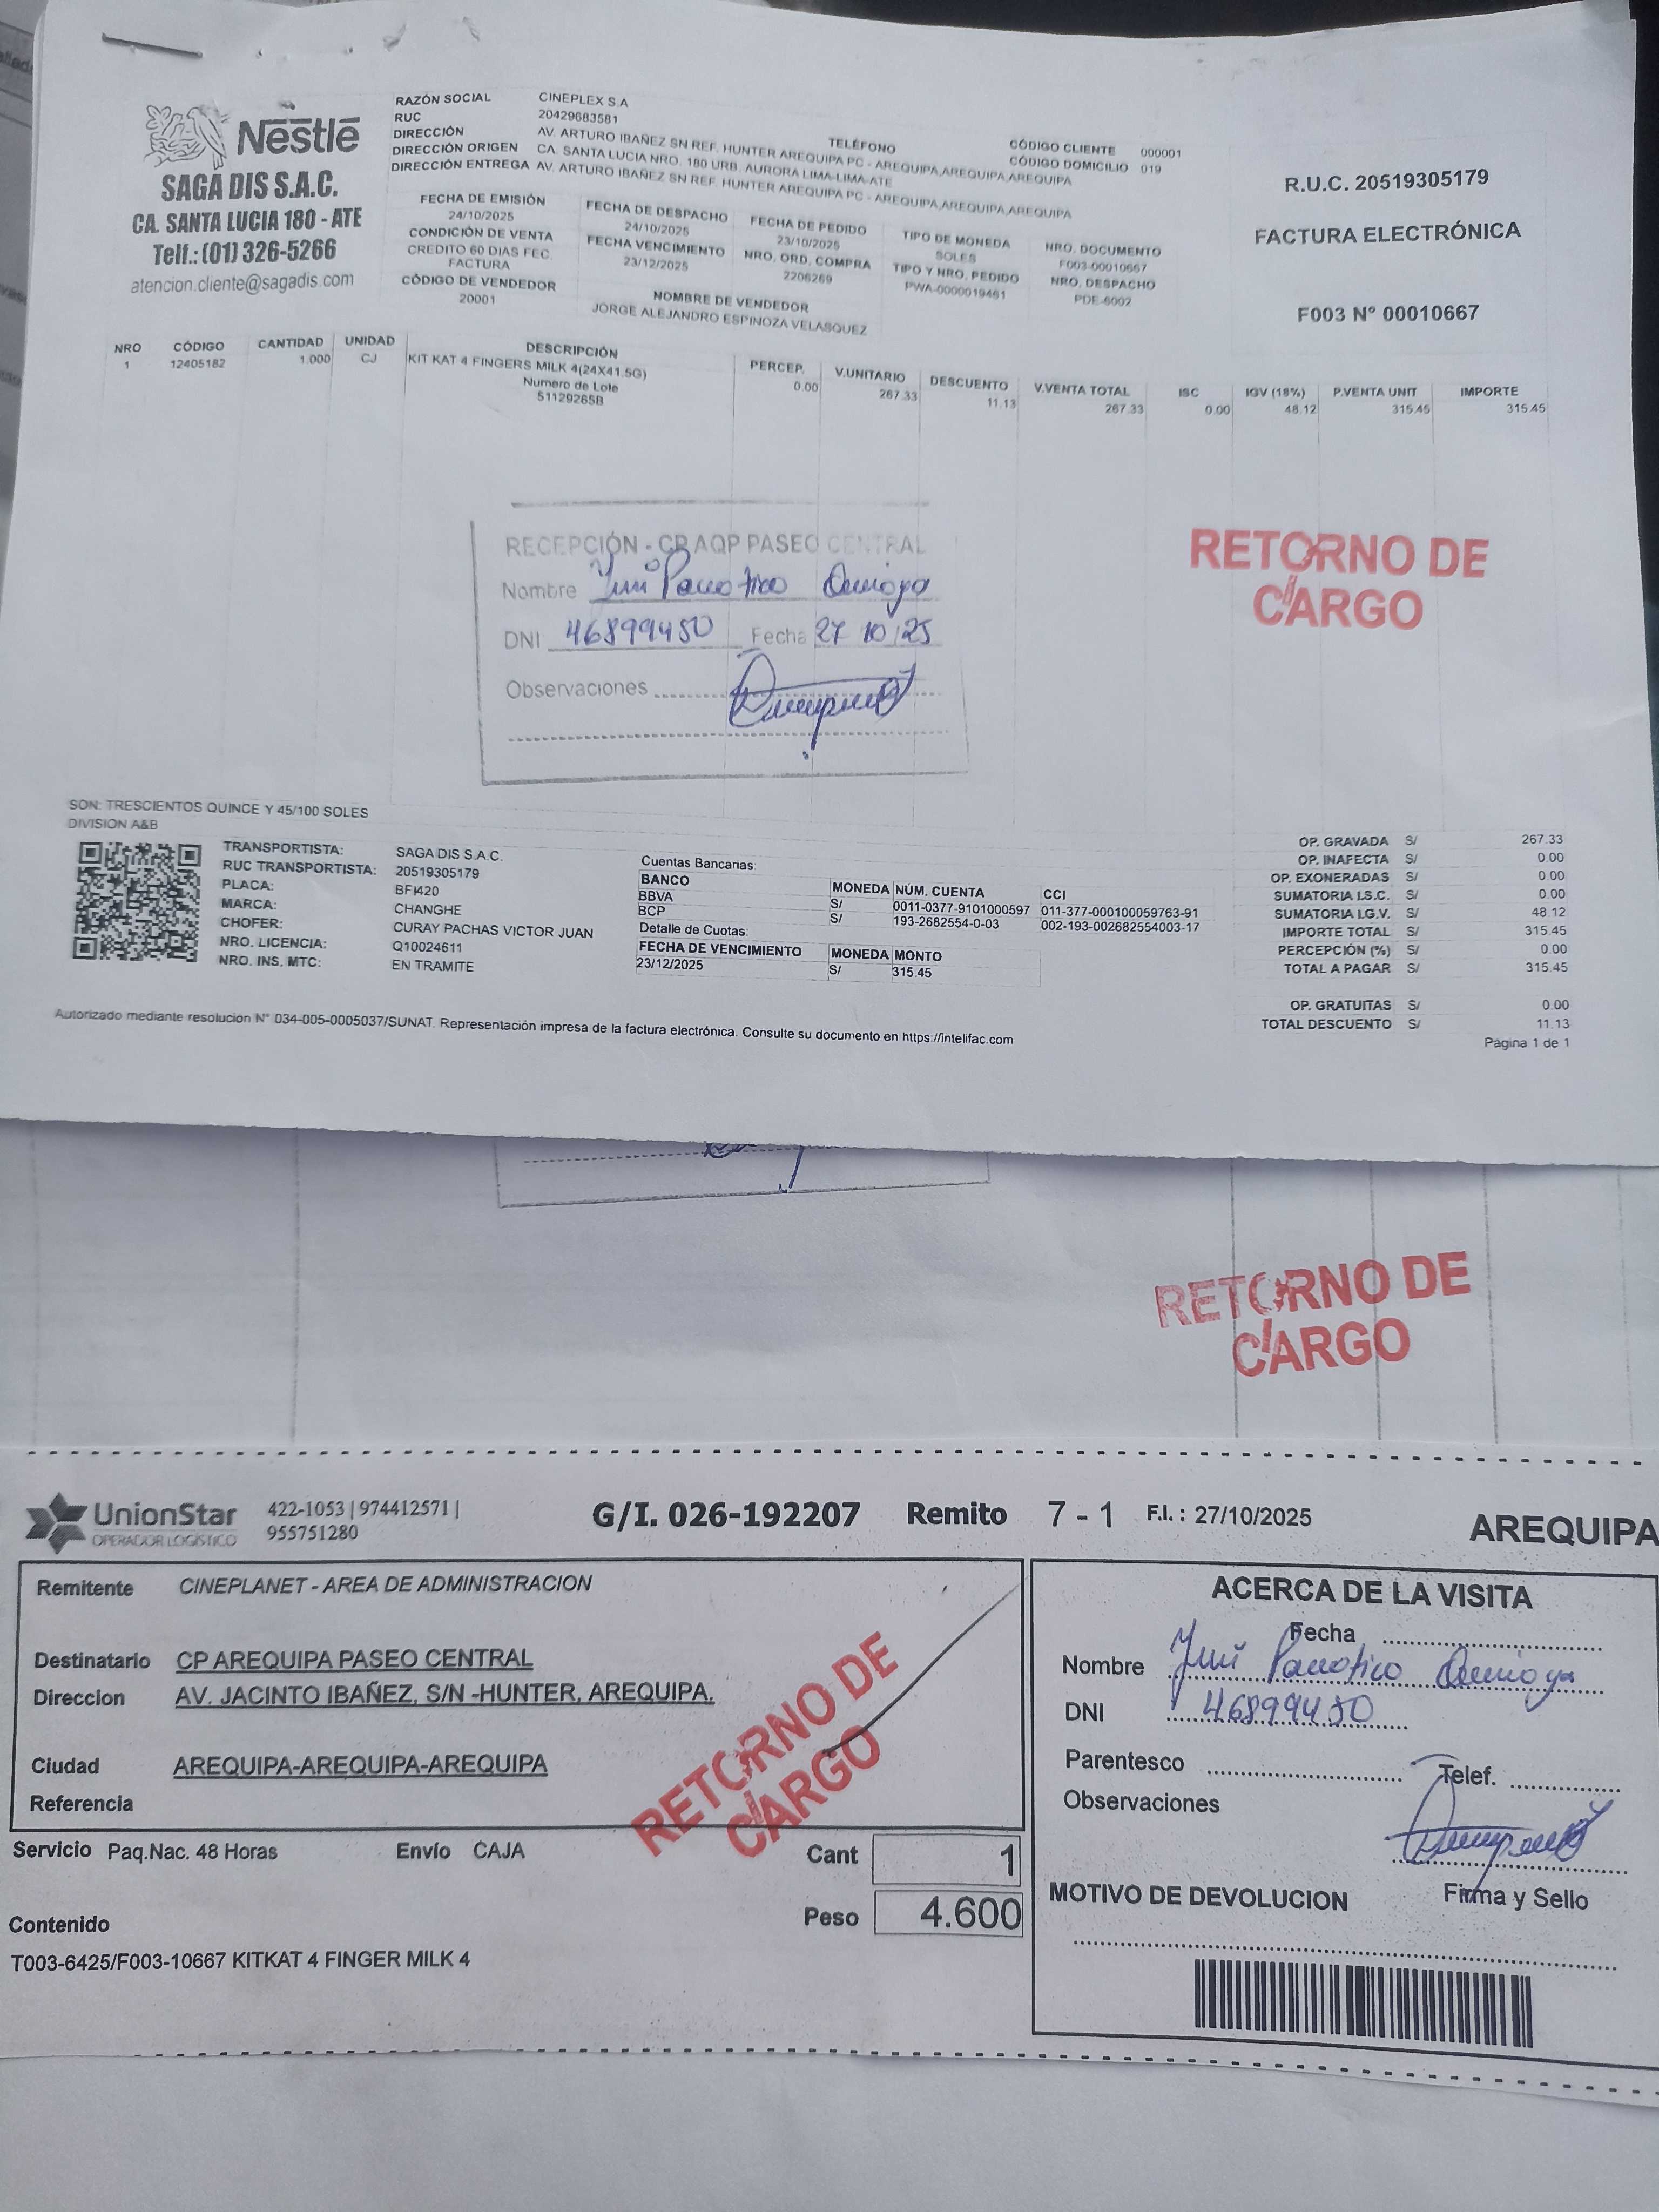 Nestlé
SAGA DIS S.A.C.
CA. SANTA LUCIA 180 - ATE
Telf.: (01) 326-5266
atencion.cliente@sagadis.com
RAZÓN SOCIAL CINEPLEX S.A
RUC 20429683581
DIRECCIÓN AV. ARTURO IBAÑEZ SN REF. HUNTER AREQUIPA PC - AREQUIPA,AREQUIPA,AREQUIPA
DIRECCIÓN ORIGEN CA. SANTA LUCIA NRO. 180 URB. AURORA LIMA-LIMA-ATE
DIRECCIÓN ENTREGA AV. ARTURO IBAÑEZ SN REF. HUNTER AREQUIPA PC - AREQUIPA,AREQUIPA,AREQUIPA
TELÉFONO
CÓDIGO CLIENTE 000001
CÓDIGO DOMICILIO 019
FECHA DE EMISIÓN
24/10/2025
CONDICIÓN DE VENTA
CREDITO 60 DIAS FEC.
FACTURA
CÓDIGO DE VENDEDOR
20001
FECHA DE DESPACHO
24/10/2025
FECHA VENCIMIENTO
23/12/2025
FECHA DE PEDIDO
23/10/2025
NRO. ORD. COMPRA
2206269
NOMBRE DE VENDEDOR
JORGE ALEJANDRO ESPINOZA VELASQUEZ
TIPO DE MONEDA
SOLES
TIPO Y NRO. PEDIDO
PWA-0000019461
NRO. DOCUMENTO
F003-00010667
NRO. DESPACHO
PDE-6002
R.U.C. 20519305179
FACTURA ELECTRÓNICA
F003 N° 00010667
NRO CÓDIGO CANTIDAD UNIDAD DESCRIPCIÓN PERCEP. V.UNITARIO DESCUENTO V.VENTA TOTAL ISC IGV (18%) P.VENTA UNIT IMPORTE
1 12405182 1.000 CJ KIT KAT 4 FINGERS MILK 4(24X41.5G) 0.00 267.33 11.13 267.33 0.00 48.12 315.45 315.45
Numero de Lote
51129265B
RECEPCIÓN - CP AQP PASEO CENTRAL
Nombre
DNI 46899450 Fecha 27 10 25
Observaciones
RETORNO DE
CARGO
SON: TRESCIENTOS QUINCE Y 45/100 SOLES
DIVISION A&B
TRANSPORTISTA: SAGA DIS S.A.C.
RUC TRANSPORTISTA: 20519305179
PLACA: BFI420
MARCA: CHANGHE
CHOFER: CURAY PACHAS VICTOR JUAN
NRO. LICENCIA: Q10024611
NRO. INS. MTC: EN TRAMITE
Cuentas Bancarias:
BANCO MONEDA NÚM. CUENTA CCI
BBVA S/ 0011-0377-9101000597 011-377-000100059763-91
BCP S/ 193-2682554-0-03 002-193-002682554003-17
Detalle de Cuotas:
FECHA DE VENCIMIENTO MONEDA MONTO
23/12/2025 S/ 315.45
OP. GRAVADA S/ 267.33
OP. INAFECTA S/ 0.00
OP. EXONERADAS S/ 0.00
SUMATORIA I.S.C. S/ 0.00
SUMATORIA I.G.V. S/ 48.12
IMPORTE TOTAL S/ 315.45
PERCEPCIÓN (%) S/ 0.00
TOTAL A PAGAR S/ 315.45
OP. GRATUITAS S/ 0.00
TOTAL DESCUENTO S/ 11.13
Página 1 de 1
Autorizado mediante resolucion N° 034-005-0005037/SUNAT. Representación impresa de la factura electrónica. Consulte su documento en https://intelifac.com
RETORNO DE
CARGO
UnionStar
OPERADOR LOGÍSTICO
422-1053 | 974412571 |
955751280
G/I. 026-192207 Remito 7 - 1 F.I. : 27/10/2025
AREQUIPA
Remitente CINEPLANET - AREA DE ADMINISTRACION
Destinatario CP AREQUIPA PASEO CENTRAL
Direccion AV. JACINTO IBAÑEZ, S/N -HUNTER, AREQUIPA.
Ciudad AREQUIPA-AREQUIPA-AREQUIPA
Referencia
RETORNO DE
CARGO
Servicio Paq.Nac. 48 Horas Envío CAJA Cant 1
Peso 4.600
Contenido
T003-6425/F003-10667 KITKAT 4 FINGER MILK 4
ACERCA DE LA VISITA
Fecha
Nombre
DNI 46899450
Parentesco Telef.
Observaciones
Firma y Sello
MOTIVO DE DEVOLUCION